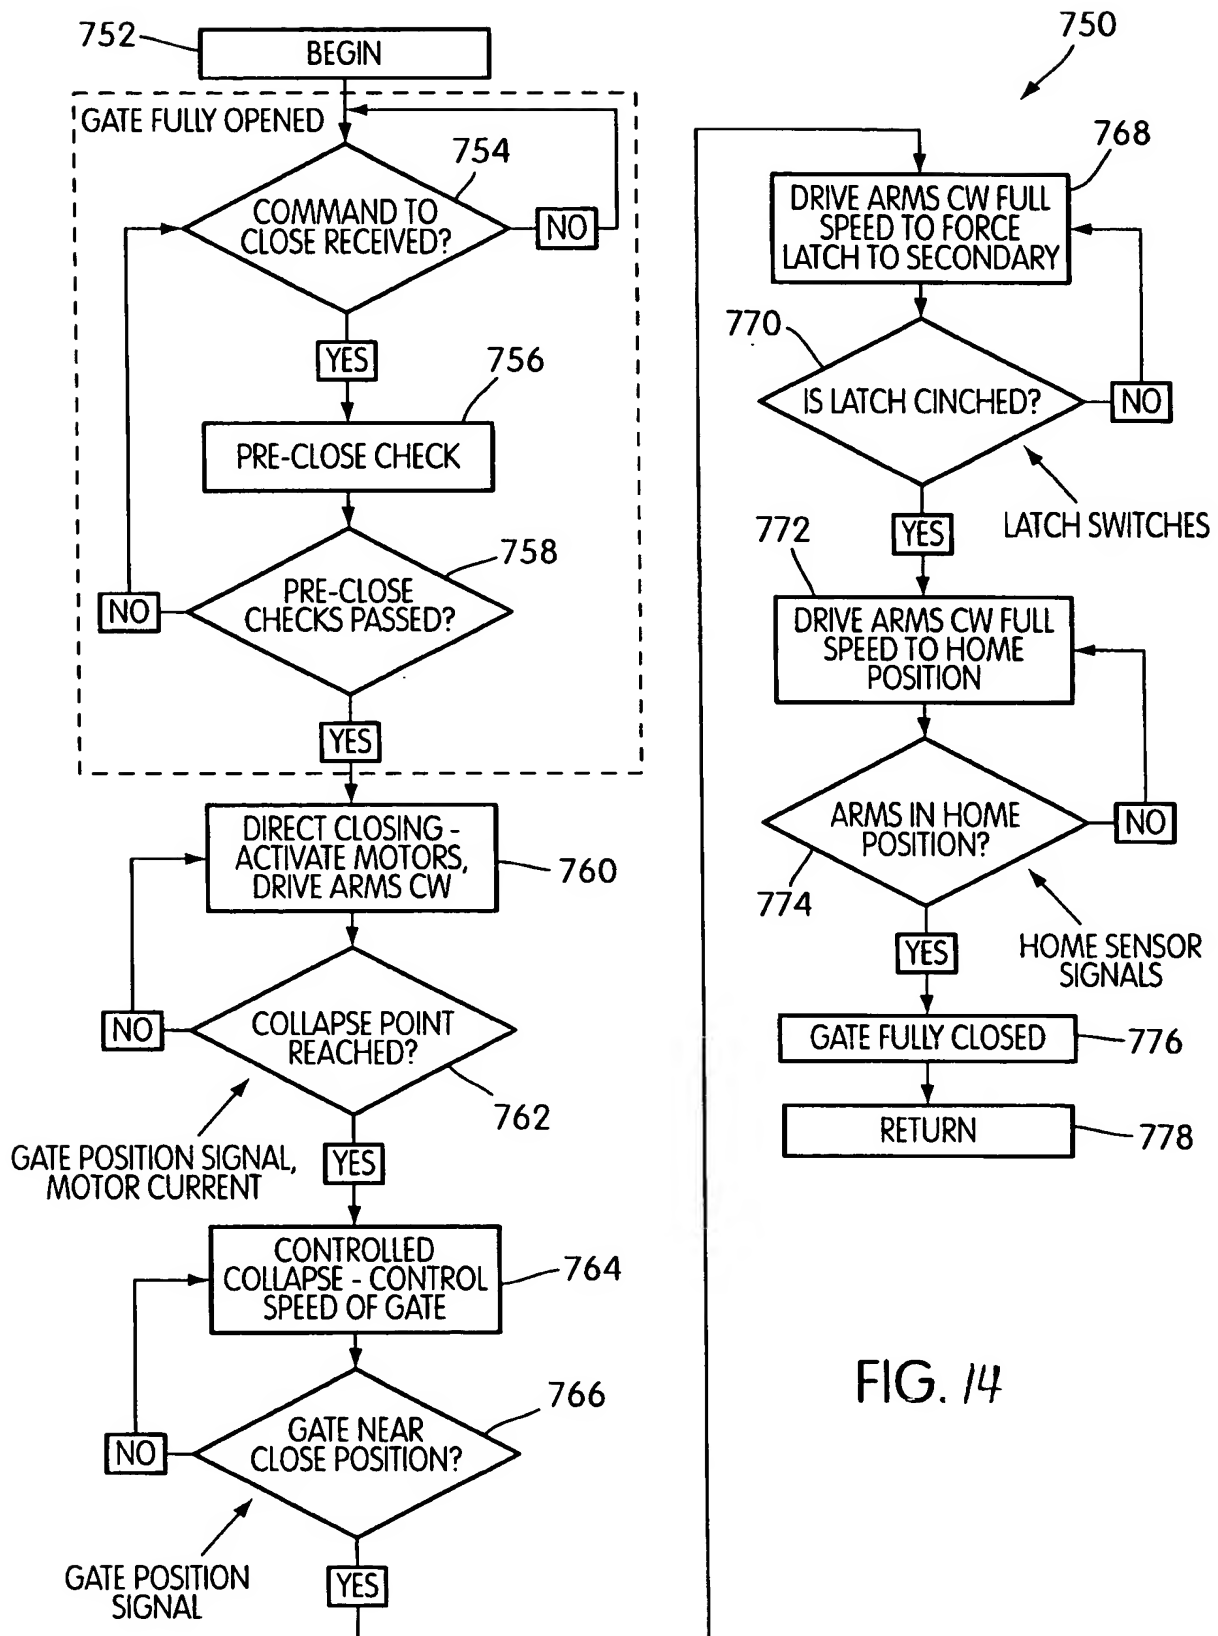 752
BEGIN
GATE FULLY OPENED
754
COMMAND TO
CLOSE RECEIVED?
NO
YES
756
PRE-CLOSE CHECK
758
PRE-CLOSE
CHECKS PASSED?
NO
YES
DIRECT CLOSING -
ACTIVATE MOTORS,
DRIVE ARMS CW
760
COLLAPSE POINT
REACHED?
NO
762
GATE POSITION SIGNAL,
MOTOR CURRENT
YES
CONTROLLED
COLLAPSE - CONTROL
SPEED OF GATE
764
766
GATE NEAR
CLOSE POSITION?
NO
GATE POSITION
SIGNAL
YES
750
768
DRIVE ARMS CW FULL
SPEED TO FORCE
LATCH TO SECONDARY
770
IS LATCH CINCHED?
NO
LATCH SWITCHES
YES
772
DRIVE ARMS CW FULL
SPEED TO HOME
POSITION
ARMS IN HOME
POSITION?
NO
774
HOME SENSOR
SIGNALS
YES
GATE FULLY CLOSED
776
RETURN
778
FIG. 14